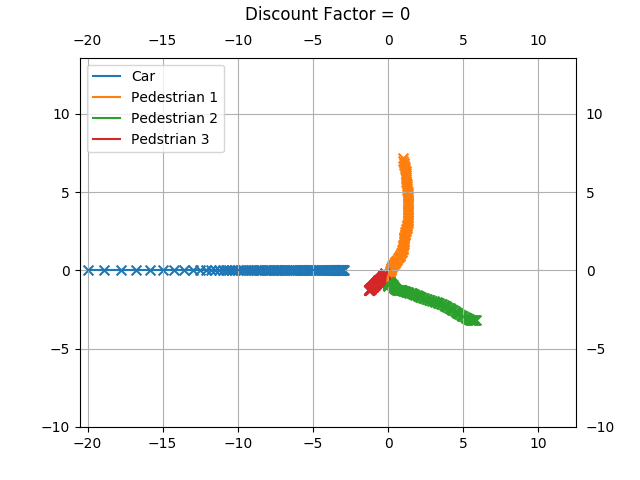 Discount Factor = 0
−20 −15 −10 −5 0 5 10
Car
Pedestrian 1
Pedestrian 2
Pedstrian 3
10 10
5 5
0 0
−5 −5
−10 −10
−20 −15 −10 −5 0 5 10